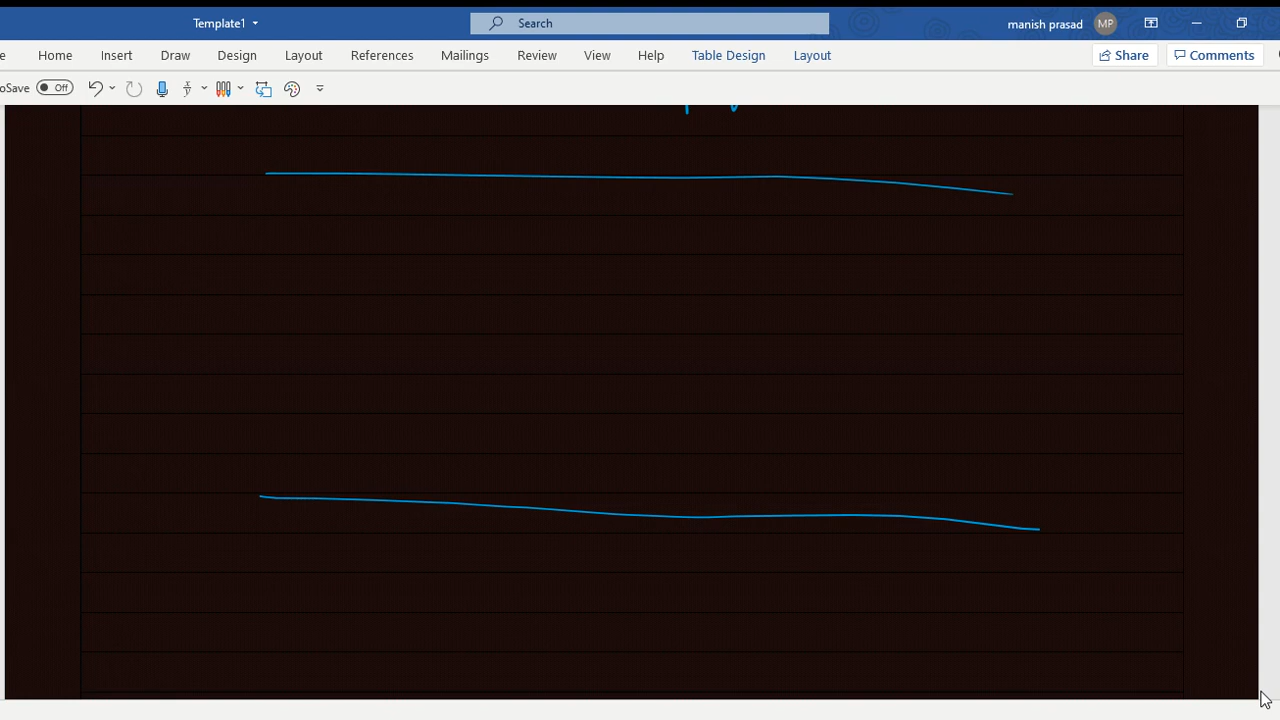 Template1 Search manish prasad MP
Home Insert Draw Design Layout References Mailings Review View Help Table Design Layout Share Comments
oSave Off